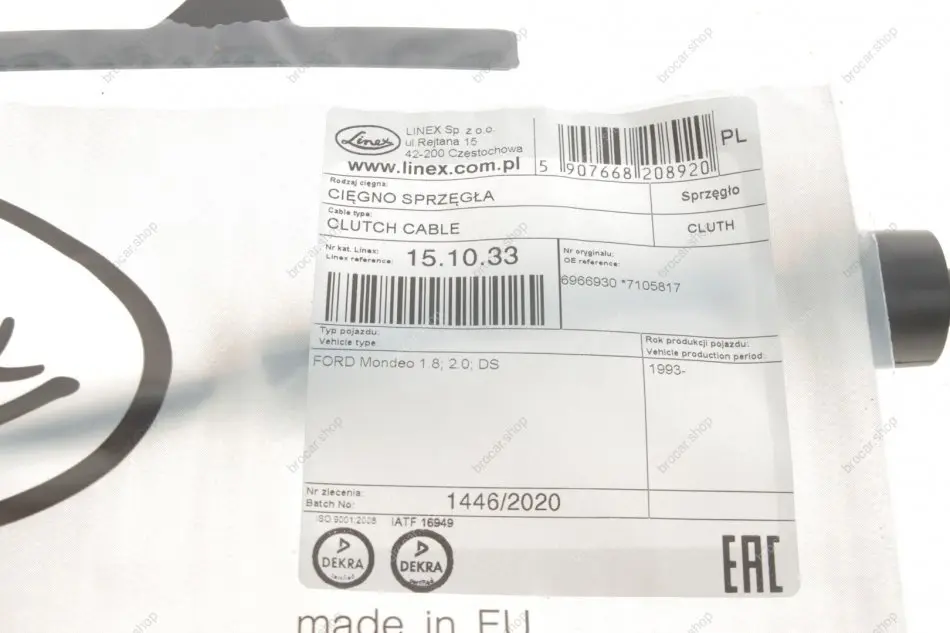 Linex
LINEX Sp. z o.o.
ul.Rejtana 15
42-200 Częstochowa
www.linex.com.pl
5 907668 208920
PL
Rodzaj cięgna:
CIĘGNO SPRZĘGŁA
Sprzęgło
Cable type:
CLUTCH CABLE
CLUTH
Nr kat. Linex:
Linex reference:
15.10.33
Nr oryginału:
OE reference:
6966930 *7105817
Typ pojazdu:
Vehicle type
Rok produkcji pojazdu:
Vehicle production period:
FORD Mondeo 1.8; 2.0; DS
1993-
Nr zlecenia:
Batch No:
1446/2020
ISO 9001:2008
IATF 16949
DEKRA
DEKRA
EAC
made in EU
brocar.shop